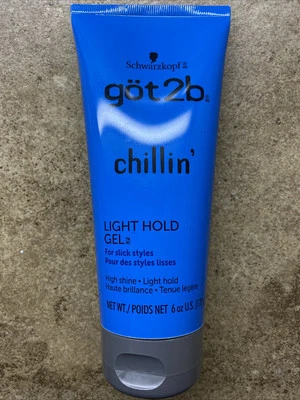 Schwarzkopf
göt2b
chillin'
LIGHT HOLD
GEL
For slick styles
Pour des styles lisses
High shine • Light hold
Haute brillance • Tenue légère
NET WT./POIDS NET 6 oz U.S.